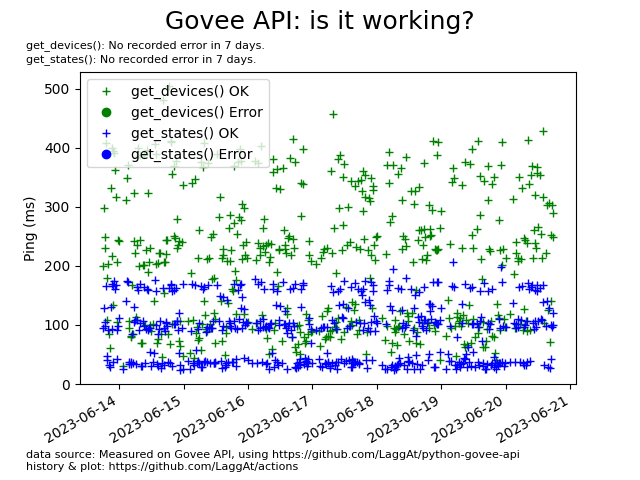 Govee API: is it working?
get_devices(): No recorded error in 7 days.
get_states(): No recorded error in 7 days.
get_devices() OK
get_devices() Error
get_states() OK
get_states() Error
Ping (ms)
500
400
300
200
100
0
2023-06-14
2023-06-15
2023-06-16
2023-06-17
2023-06-18
2023-06-19
2023-06-20
2023-06-21
data source: Measured on Govee API, using https://github.com/LaggAt/python-govee-api
history & plot: https://github.com/LaggAt/actions